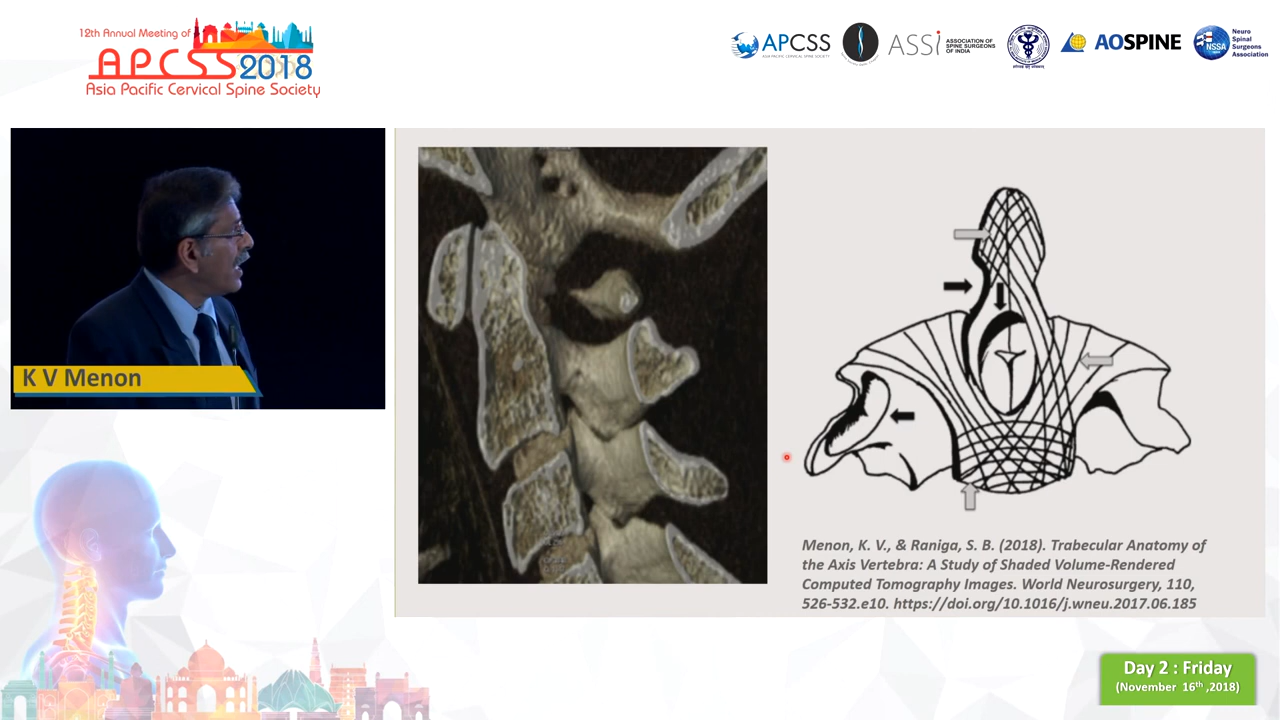 12th Annual Meeting of
APCSS2018
Asia Pacific Cervical Spine Society
APCSS
ASIA PACIFIC CERVICAL SPINE SOCIETY
ASSi
ASSOCIATION OF
SPINE SURGEONS
OF INDIA
AOSPINE
NSSA
Neuro
Spinal
Surgeons
Association
K V Menon
Menon, K. V., & Raniga, S. B. (2018). Trabecular Anatomy of
the Axis Vertebra: A Study of Shaded Volume-Rendered
Computed Tomography Images. World Neurosurgery, 110,
526-532.e10. https://doi.org/10.1016/j.wneu.2017.06.185
Day 2 : Friday
(November 16th ,2018)